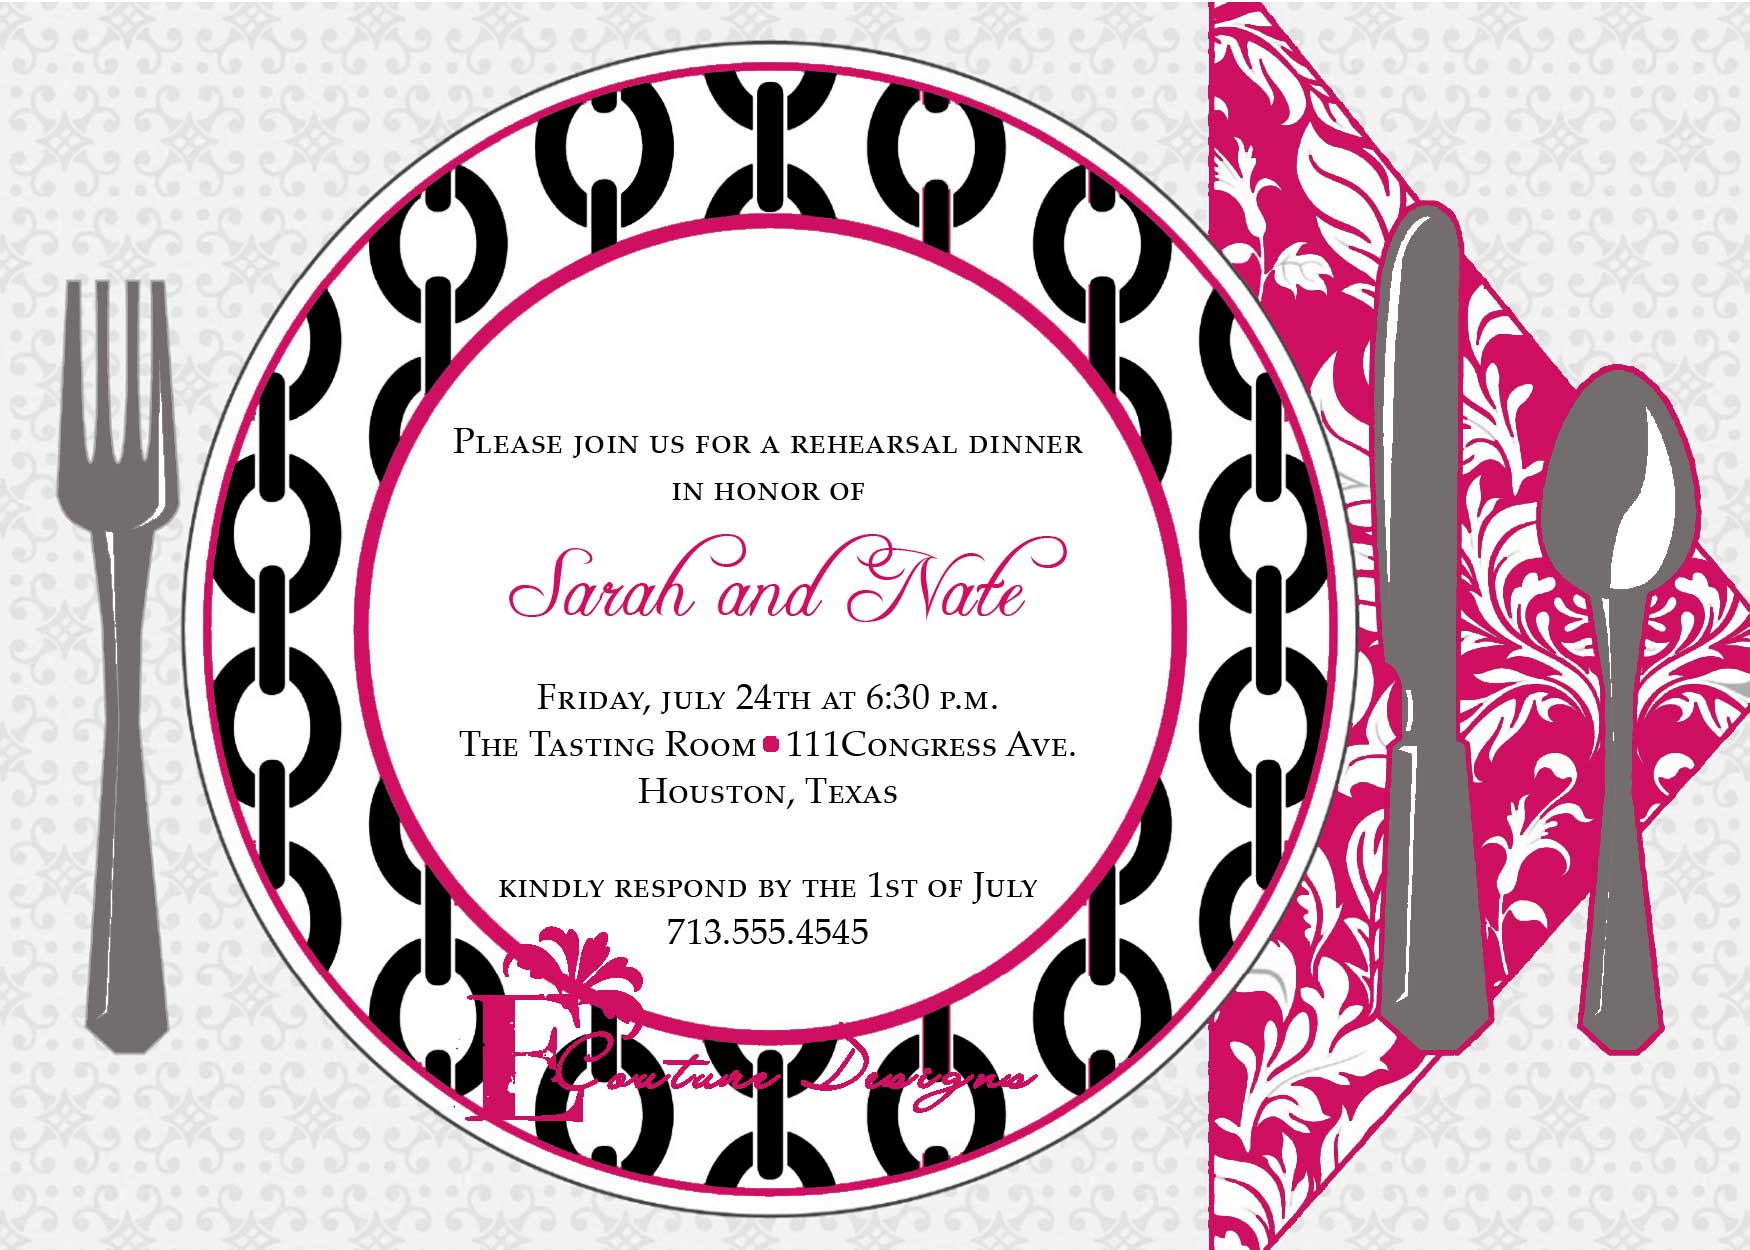 Please join us for a rehearsal dinner
in honor of
Sarah and Nate
Friday, july 24th at 6:30 p.m.
The Tasting Room • 111Congress Ave.
Houston, Texas
kindly respond by the 1st of July
713.555.4545
E Couture Designs